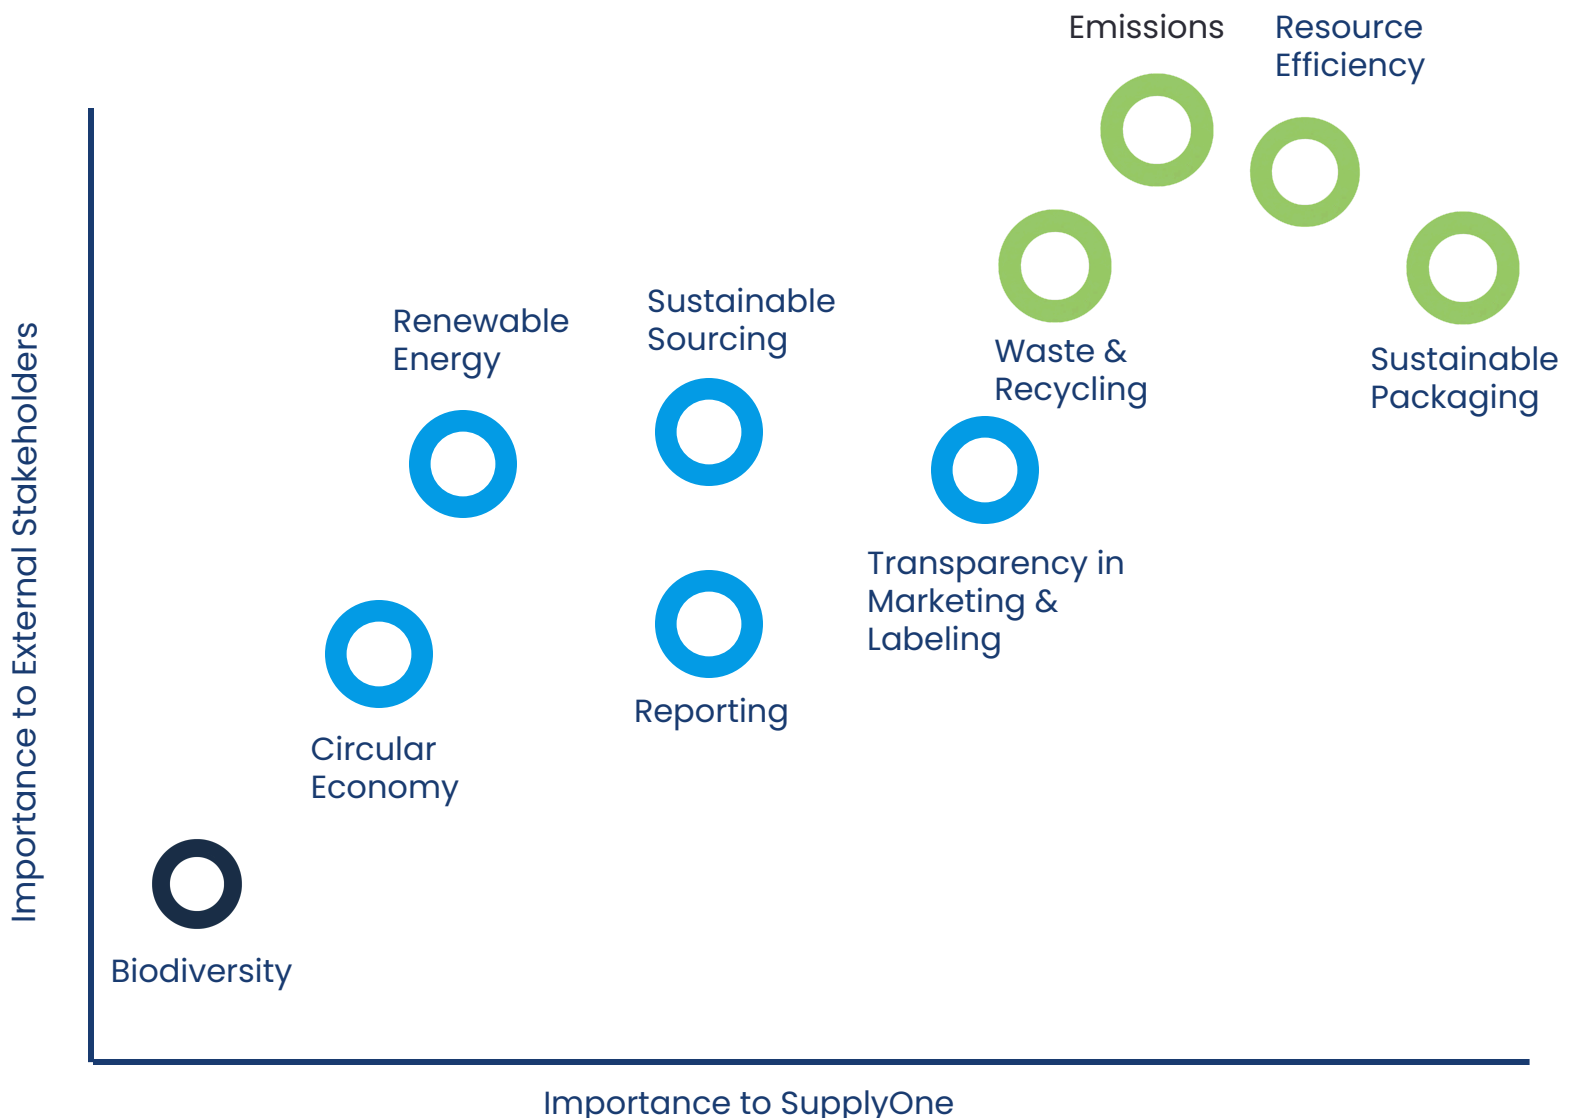 Emissions
Resource
Efficiency
Renewable
Energy
Sustainable
Sourcing
Waste &
Recycling
Sustainable
Packaging
Transparency in
Marketing &
Labeling
Reporting
Circular
Economy
Biodiversity
Importance to External Stakeholders
Importance to SupplyOne